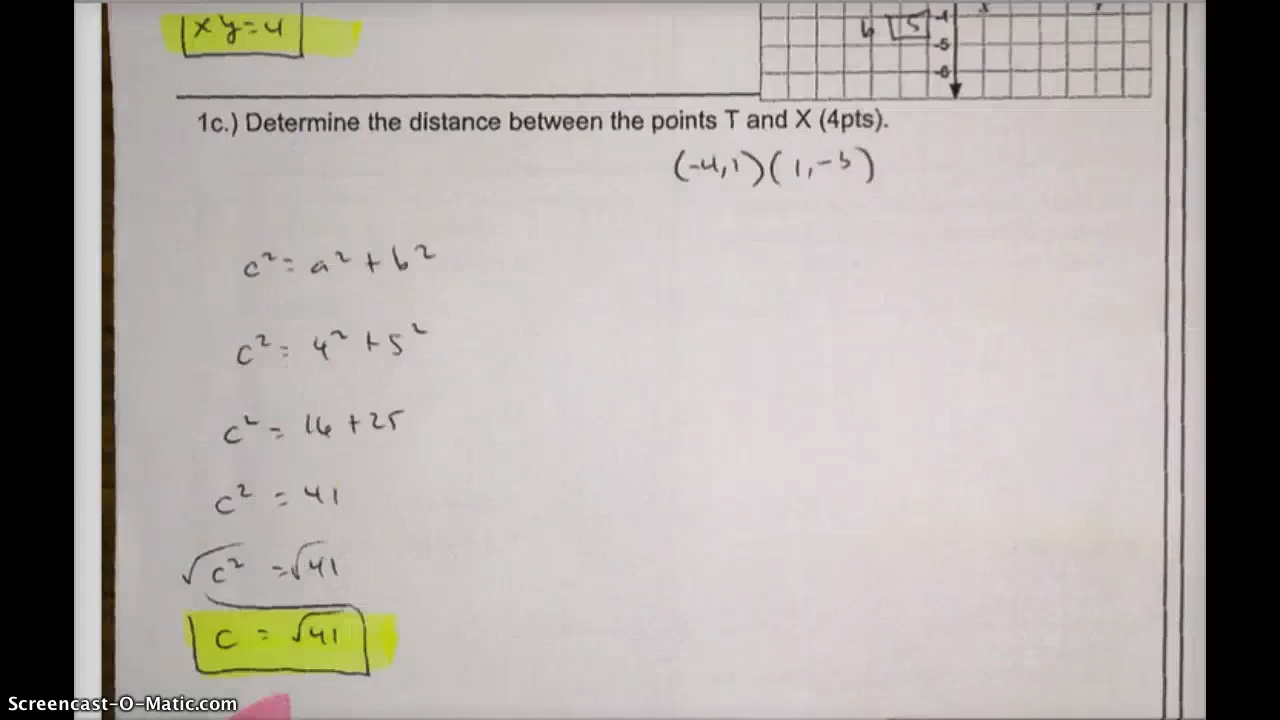 XY=4
6 5 -4
-5
-6
1c.) Determine the distance between the points T and X (4pts).
(-4,1)(1,-3)
c²=a²+b²
c²=4²+5²
c²=16+25
c²=41
√c²=√41
c=√41
Screencast-O-Matic.com